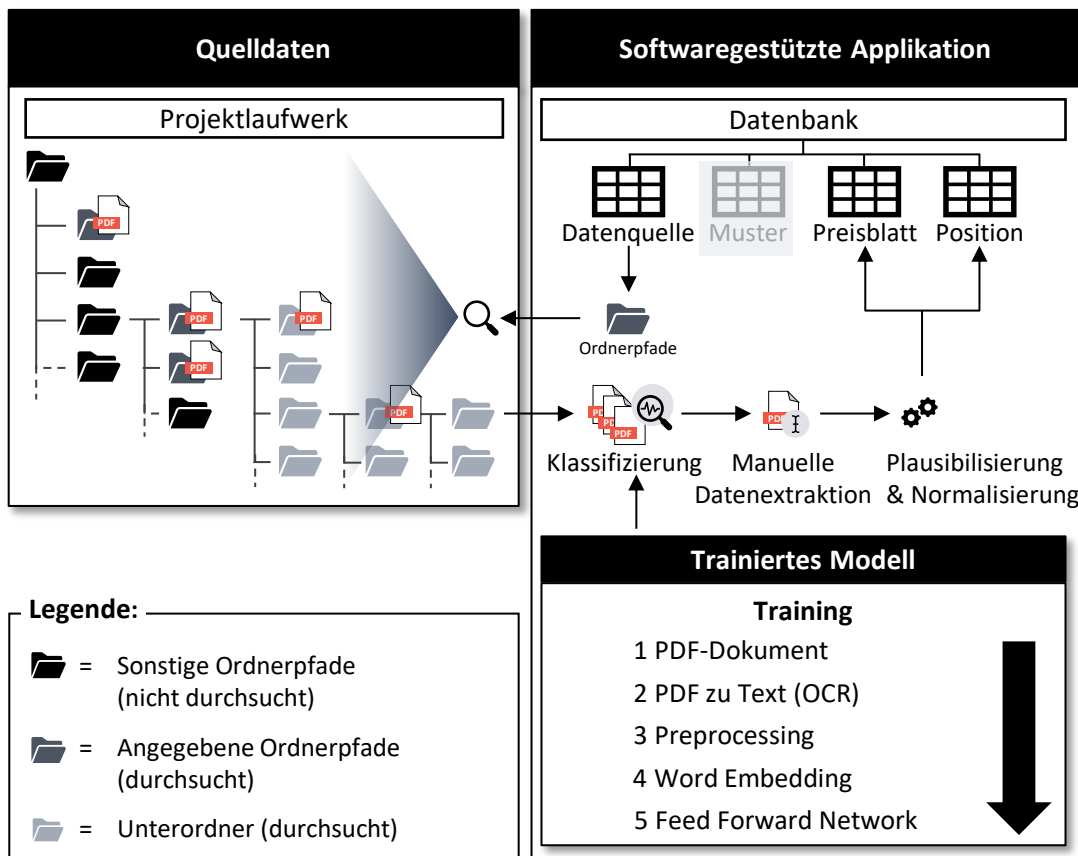 Quelldaten
Projektlaufwerk
PDF
PDF
PDF
PDF
PDF
Softwaregestützte Applikation
Datenbank
Datenquelle
Muster
Preisblatt
Position
Ordnerpfade
PDF
PDF
PDF
PDF
Klassifizierung
Manuelle
Datenextraktion
Plausibilisierung
& Normalisierung
Trainiertes Modell
Training
1 PDF-Dokument
2 PDF zu Text (OCR)
3 Preprocessing
4 Word Embedding
5 Feed Forward Network
Legende:
= Sonstige Ordnerpfade
(nicht durchsucht)
= Angegebene Ordnerpfade
(durchsucht)
= Unterordner (durchsucht)